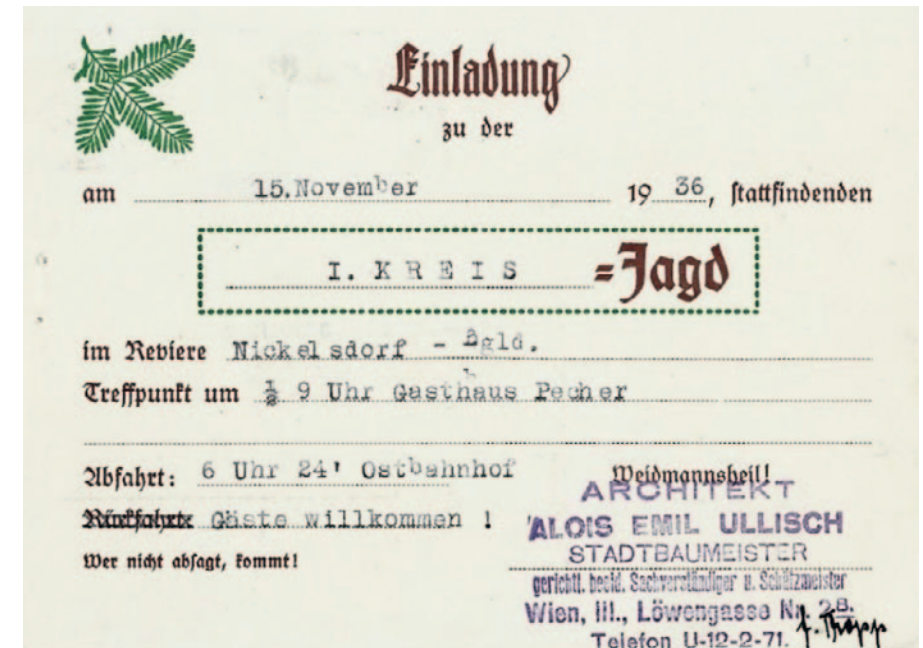 Einladung
zu der
am 15.November 19 36, stattfindenden
I. KREIS =Jagd
im Reviere Nickelsdorf - Bgld.
Treffpunkt um ½ 9 Uhr Gasthaus Pecher
Abfahrt: 6 Uhr 24' Ostbahnhof Weidmannsheil!
Rückfahrt: Gäste willkommen !
Wer nicht absagt, kommt!
ARCHITEKT
ALOIS EMIL ULLISCH
STADTBAUMEISTER
gerichtl. beeid. Sachverständiger u. Schätzmeister
Wien, III., Löwengasse Nr. 2B.
Telefon U-12-2-71.